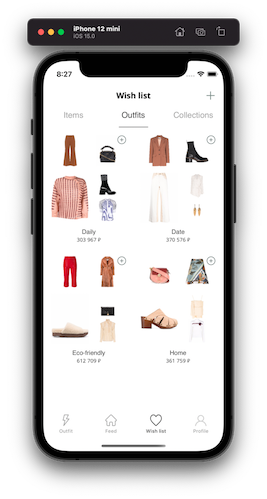 iPhone 12 mini
iOS 15.0
8:27
Wish list
Items
Outfits
Collections
Daily
303 967 ₽
Date
370 576 ₽
Eco-friendly
612 709 ₽
Home
361 759 ₽
Outfit
Feed
Wish list
Profile